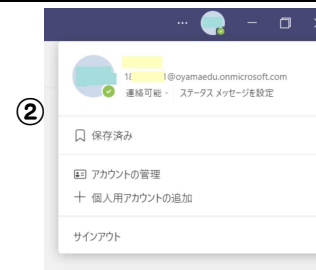 …
18 1@oyamaedu.onmicrosoft.com
連絡可能 ステータス メッセージを設定
②
保存済み
アカウントの管理
＋ 個人用アカウントの追加
サインアウト